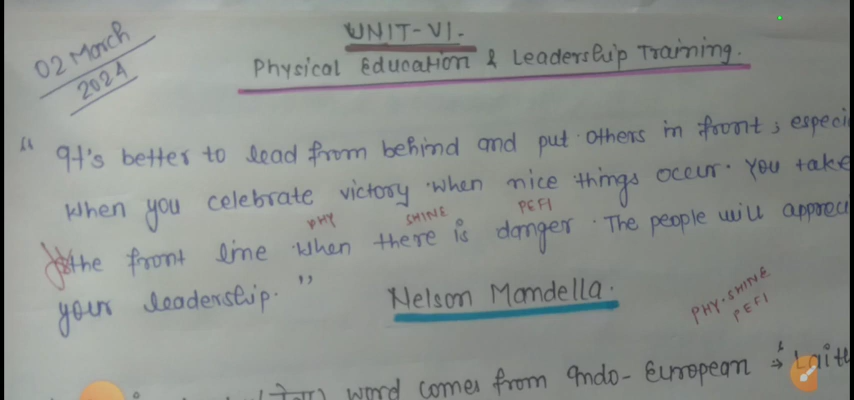 02 March
2024
UNIT-VI.
Physical Education & Leadership Training.
"It's better to lead from behind and put others in front; especi
when you celebrate victory when nice things occur. You take
PHY SHINE PEFI
the front line when there is danger. The people will apprec
your leadership."
Nelson Mandella.
PHY-SHINE
PEFI
word comes from Indo-European ⇒